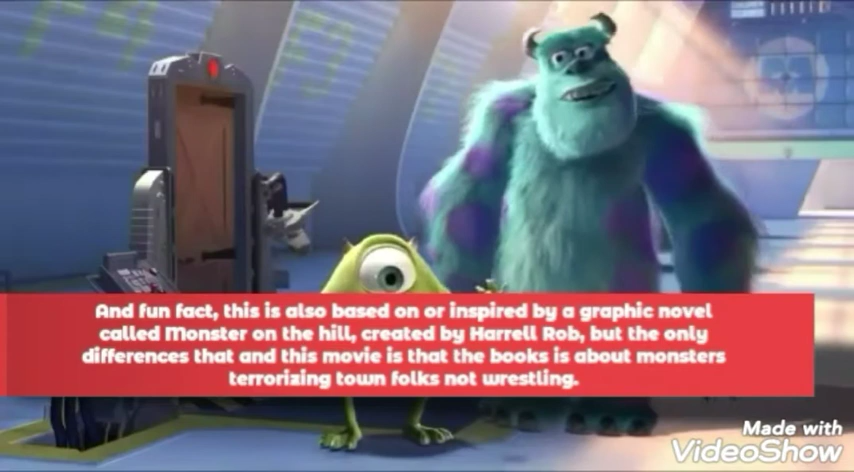 And fun fact, this is also based on or inspired by a graphic novel
called Monster on the hill, created by Harrell Rob, but the only
differences that and this movie is that the books is about monsters
terrorizing town folks not wrestling.
Made with
VideoShow